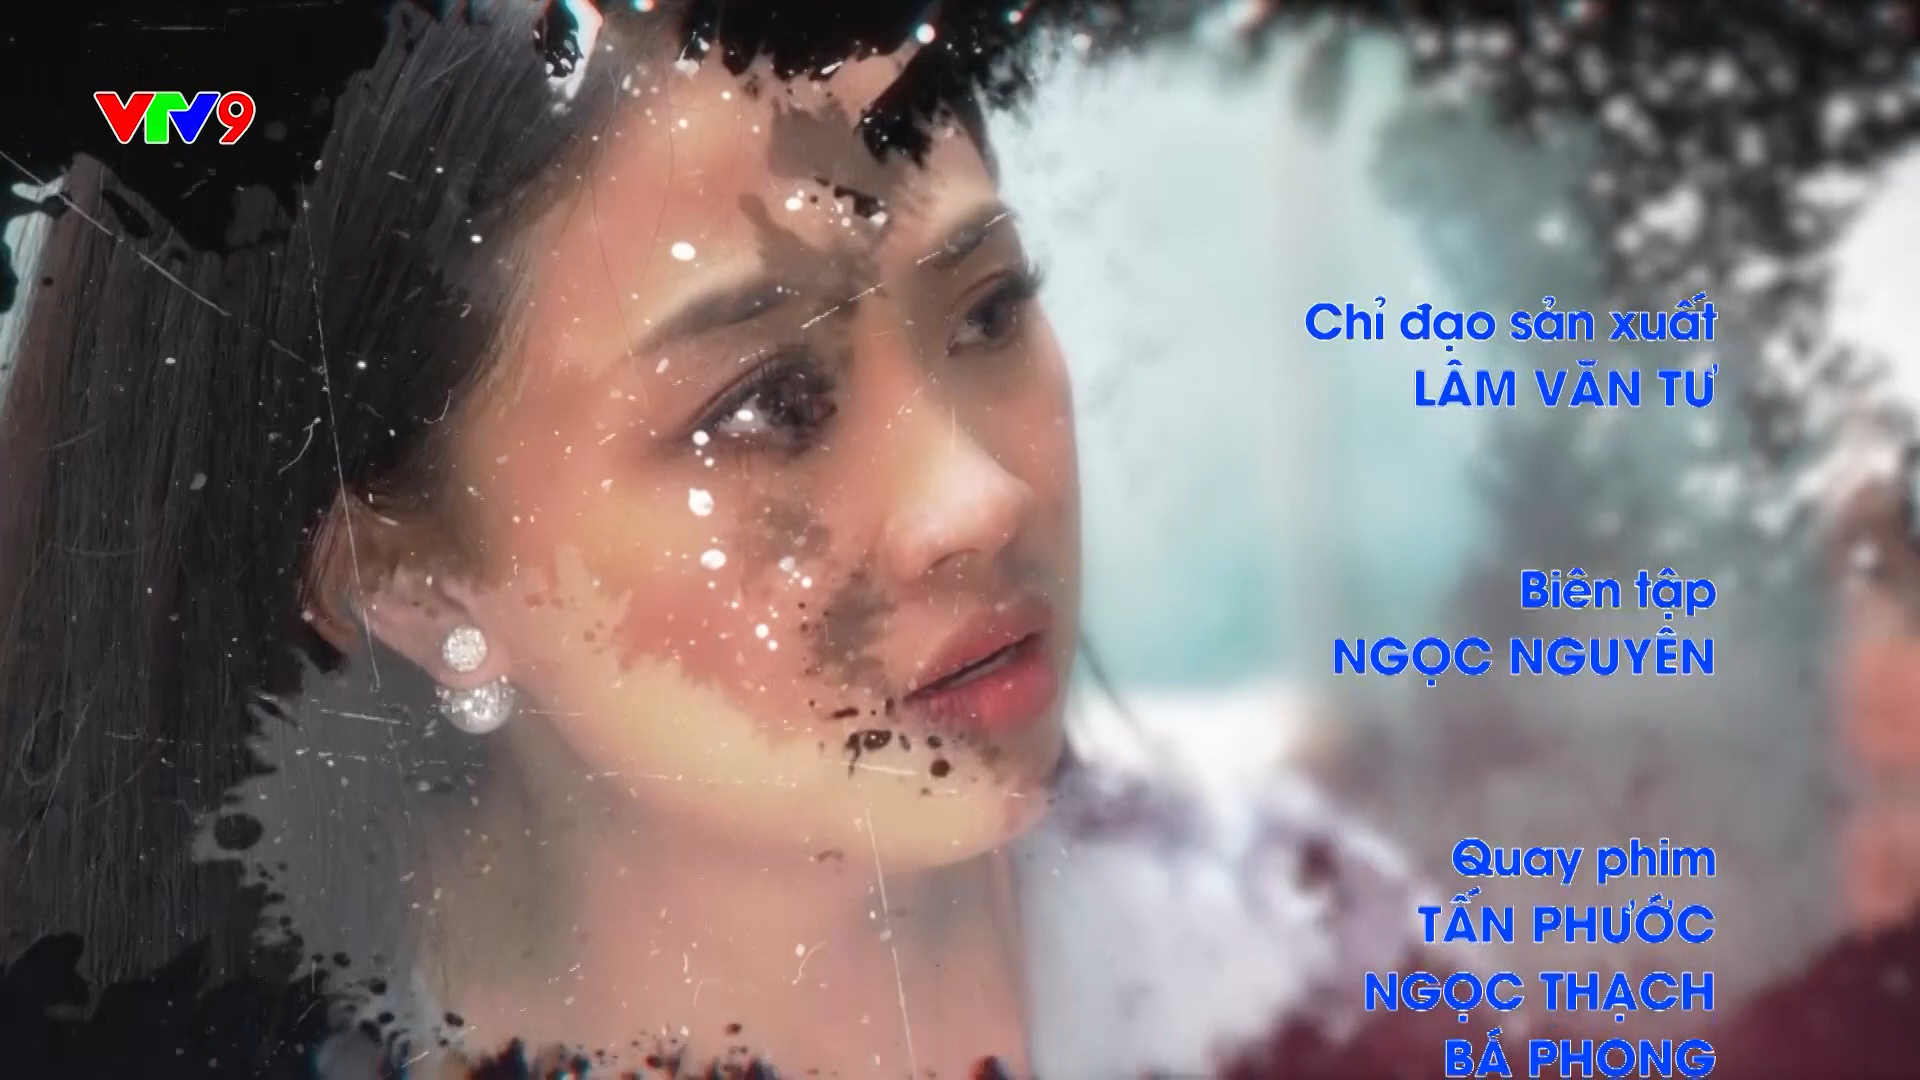 VTV9
Chỉ đạo sản xuất
LÂM VĂN TƯ
Biên tập
NGỌC NGUYÊN
Quay phim
TẤN PHƯỚC
NGỌC THẠCH
BÁ PHONG